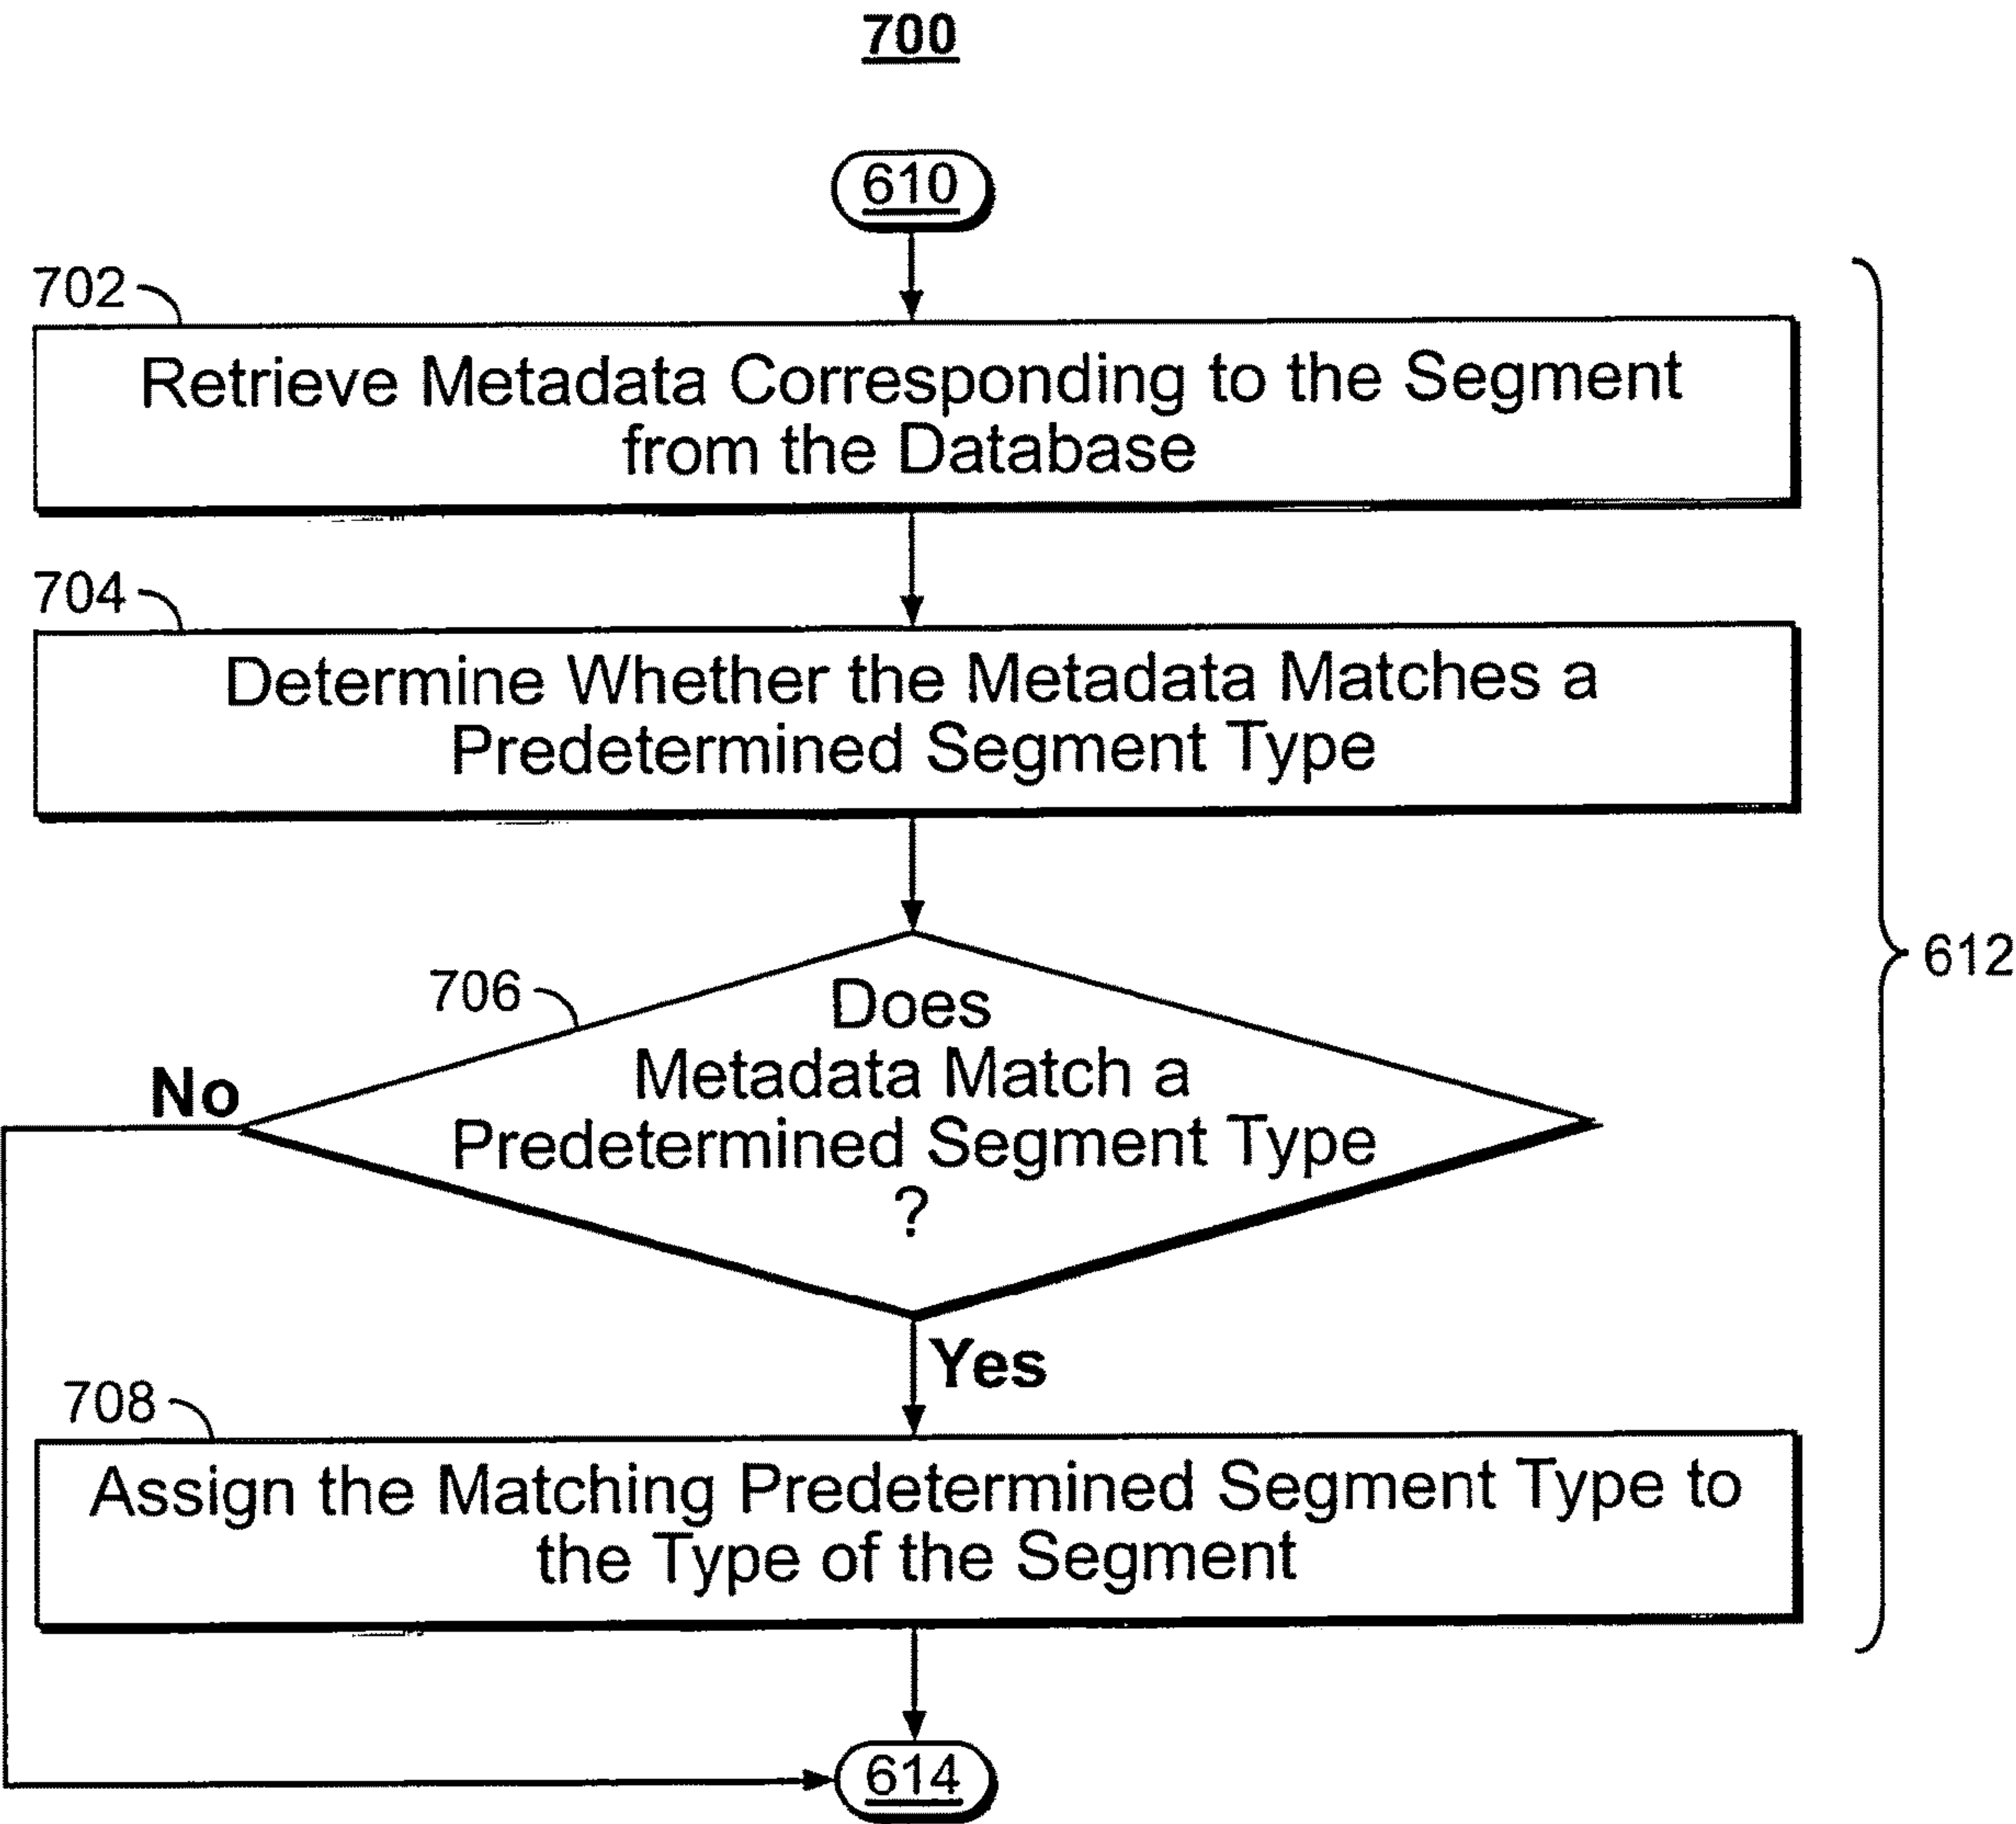 700
610
702
Retrieve Metadata Corresponding to the Segment
from the Database
704
Determine Whether the Metadata Matches a
Predetermined Segment Type
706
Does
Metadata Match a
Predetermined Segment Type
?
No
612
Yes
708
Assign the Matching Predetermined Segment Type to
the Type of the Segment
614